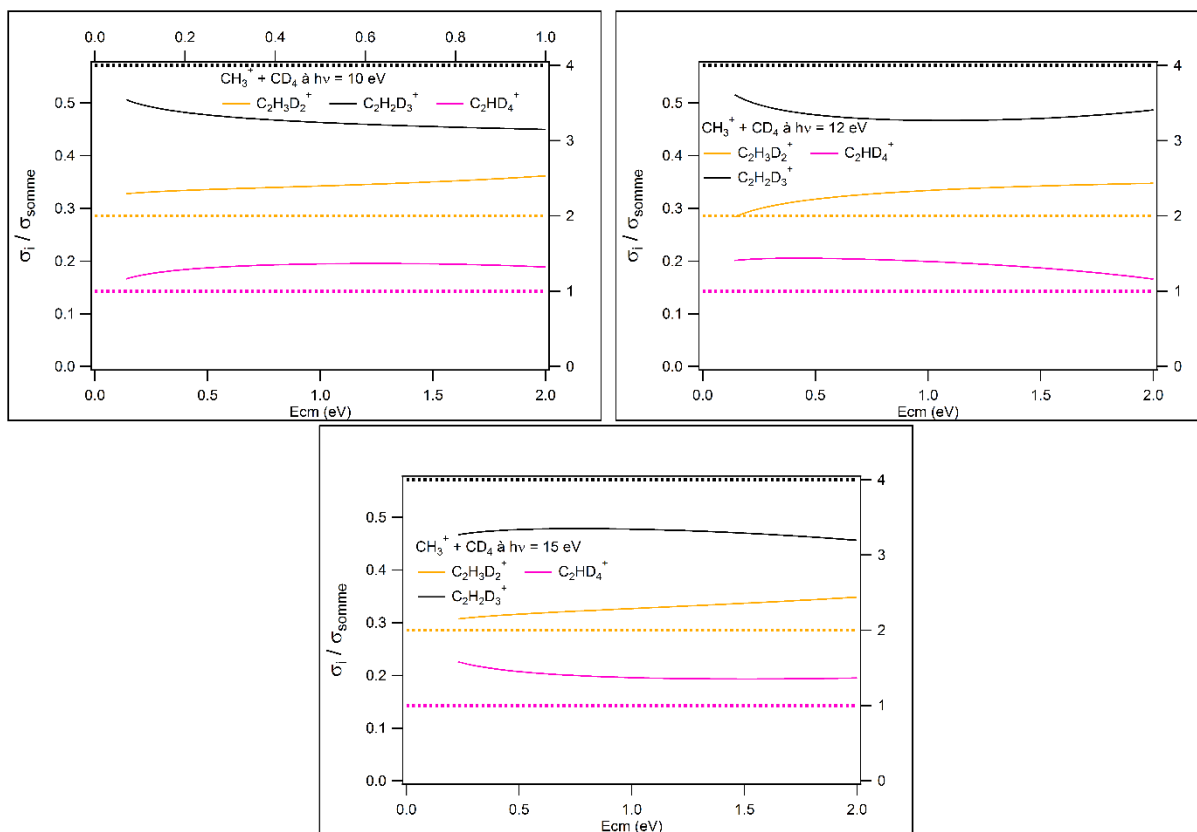 0.0 0.2 0.4 0.6 0.8 1.0
CH₃⁺ + CD₄ à hν = 10 eV
C₂H₃D₂⁺ C₂H₂D₃⁺ C₂HD₄⁺
σᵢ / σsomme
0.5
0.4
0.3
0.2
0.1
0.0
4
3
2
1
0
0.0 0.5 1.0 1.5 2.0
Ecm (eV)
CH₃⁺ + CD₄ à hν = 12 eV
C₂H₃D₂⁺ C₂HD₄⁺
C₂H₂D₃⁺
σᵢ / σsomme
0.5
0.4
0.3
0.2
0.1
0.0
4
3
2
1
0
0.0 0.5 1.0 1.5 2.0
Ecm (eV)
CH₃⁺ + CD₄ à hν = 15 eV
C₂H₃D₂⁺ C₂HD₄⁺
C₂H₂D₃⁺
σᵢ / σsomme
0.5
0.4
0.3
0.2
0.1
0.0
4
3
2
1
0
0.0 0.5 1.0 1.5 2.0
Ecm (eV)